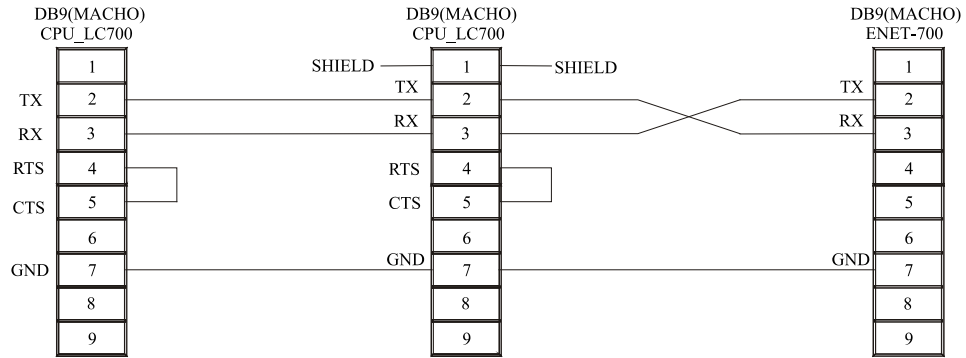 DB9(MACHO) DB9(MACHO) DB9(MACHO)
CPU_LC700 CPU_LC700 ENET-700
1 SHIELD 1 SHIELD 1
TX 2 TX 2 TX 2
RX 3 RX 3 RX 3
RTS 4 RTS 4 4
CTS 5 CTS 5 5
6 6 6
GND 7 GND 7 GND 7
8 8 8
9 9 9